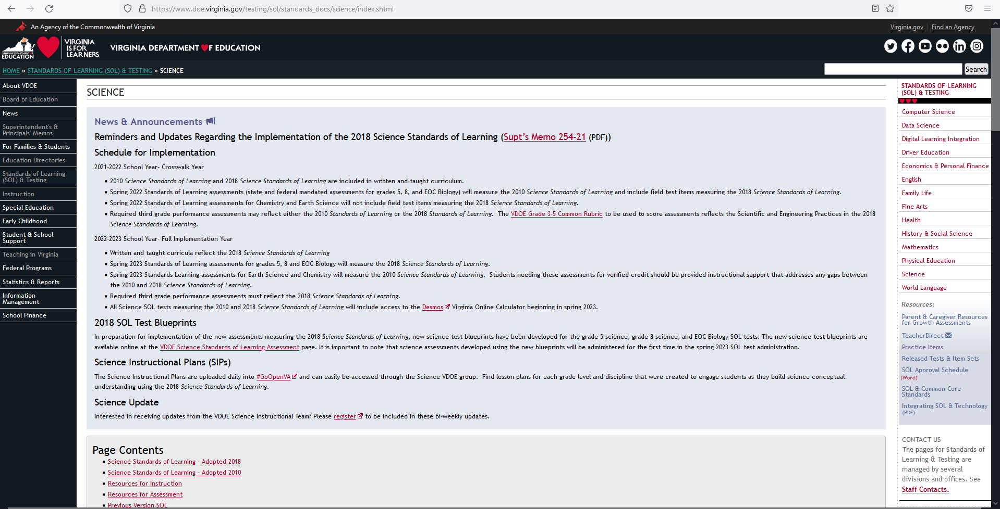 https://www.doe.virginia.gov/testing/sol/standards_docs/science/index.shtml
An Agency of the Commonwealth of Virginia
Virginia.gov
Find an Agency
VIRGINIA DEPARTMENT OF
EDUCATION
VIRGINIA
IS FOR
LEARNERS
VIRGINIA DEPARTMENT OF EDUCATION
HOME » STANDARDS OF LEARNING (SOL) & TESTING » SCIENCE
Search
About VDOE
Board of Education
News
Superintendent's &
Principals' Memos
For Families & Students
Education Directories
Standards of Learning
(SOL) & Testing
Instruction
Special Education
Early Childhood
Student & School
Support
Teaching in Virginia
Federal Programs
Statistics & Reports
Information
Management
School Finance
SCIENCE
News & Announcements
Reminders and Updates Regarding the Implementation of the 2018 Science Standards of Learning (Supt’s Memo 254-21 (PDF))
Schedule for Implementation
2021-2022 School Year- Crosswalk Year
▪ 2010 Science Standards of Learning and 2018 Science Standards of Learning are included in written and taught curriculum.
▪ Spring 2022 Standards of Learning assessments (state and federal mandated assessments for grades 5, 8, and EOC Biology) will measure the 2010 Science Standards of Learning and include field test items measuring the 2018 Science Standards of Learning.
▪ Spring 2022 Standards of Learning assessments for Chemistry and Earth Science will not include field test items measuring the 2018 Science Standards of Learning.
▪ Required third grade performance assessments may reflect either the 2010 Standards of Learning or the 2018 Standards of Learning. The VDOE Grade 3-5 Common Rubric to be used to score assessments reflects the Scientific and Engineering Practices in the 2018
Science Standards of Learning.
2022-2023 School Year- Full Implementation Year
▪ Written and taught curricula reflect the 2018 Science Standards of Learning
▪ Spring 2023 Standards of Learning assessments for grades 5, 8 and EOC Biology will measure the 2018 Science Standards of Learning.
▪ Spring 2023 Standards Learning assessments for Earth Science and Chemistry will measure the 2010 Science Standards of Learning. Students needing these assessments for verified credit should be provided instructional support that addresses any gaps between
the 2010 and 2018 Science Standards of Learning.
▪ Required third grade performance assessments must reflect the 2018 Science Standards of Learning.
▪ All Science SOL tests measuring the 2010 and 2018 Science Standards of Learning will include access to the Desmos Virginia Online Calculator beginning in spring 2023.
2018 SOL Test Blueprints
In preparation for implementation of the new assessments measuring the 2018 Science Standards of Learning, new science test blueprints have been developed for the grade 5 science, grade 8 science, and EOC Biology SOL tests. The new science test blueprints are
available online at the VDOE Science Standards of Learning Assessment page. It is important to note that science assessments developed using the new blueprints will be administered for the first time in the spring 2023 SOL test administration.
Science Instructional Plans (SIPs)
The Science Instructional Plans are uploaded daily into #GoOpenVA and can easily be accessed through the Science VDOE group. Find lesson plans for each grade level and discipline that were created to engage students as they build science conceptual
understanding using the 2018 Science Standards of Learning.
Science Update
Interested in receiving updates from the VDOE Science Instructional Team? Please register to be included in these bi-weekly updates.
Page Contents
▪ Science Standards of Learning - Adopted 2018
▪ Science Standards of Learning - Adopted 2010
▪ Resources for Instruction
▪ Resources for Assessment
▪ Previous Version SOL
STANDARDS OF LEARNING
(SOL) & TESTING
Computer Science
Data Science
Digital Learning Integration
Driver Education
Economics & Personal Finance
English
Family Life
Fine Arts
Health
History & Social Science
Mathematics
Physical Education
Science
World Language
Resources:
Parent & Caregiver Resources
for Growth Assessments
TeacherDirect
Practice Items
Released Tests & Item Sets
SOL Approval Schedule
(Word)
SOL & Common Core
Standards
Integrating SOL & Technology
(PDF)
CONTACT US
The pages for Standards of
Learning & Testing are
managed by several
divisions and offices. See
Staff Contacts.